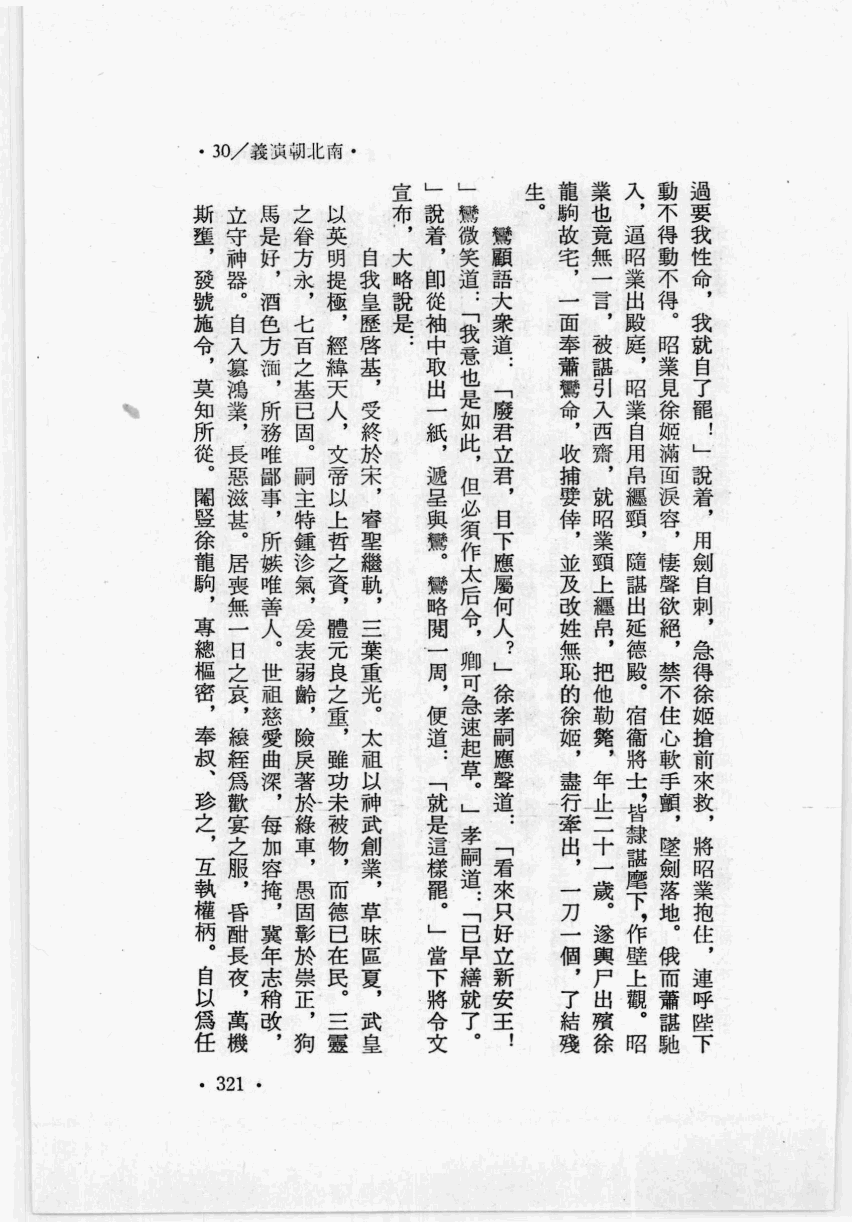 ·30／義演朝北南·
過要我性命，我就自了罷！」說着，用劍自刺，急得徐姬搶前來救，將昭業抱住，連呼陛下
動不得動不得。昭業見徐姬滿面淚容，悽聲欲絕，禁不住心軟手顫，墜劍落地。俄而蕭諶馳
入，逼昭業出殿庭，昭業自用帛纏頸，隨諶出延德殿。宿衞將士，皆隸諶麾下，作壁上觀。昭
業也竟無一言，被諶引入西齋，就昭業頸上纏帛，把他勒斃，年止二十一歲。遂輿尸出殯徐
龍駒故宅，一面奉蕭鸞命，收捕嬖倖，並及改姓無恥的徐姬，盡行牽出，一刀一個，了結殘
生。
鸞顧語大衆道：「廢君立君，目下應屬何人？」徐孝嗣應聲道：「看來只好立新安王！
」鸞微笑道：「我意也是如此，但必須作太后令，卿可急速起草。」孝嗣道：「已早繕就了。
」說着，卽從袖中取出一紙，遞呈與鸞。鸞略閱一周，便道：「就是這樣罷。」當下將令文
宣布，大略說是：
自我皇歷啓基，受終於宋，睿聖繼軌，三葉重光。太祖以神武創業，草昧區夏，武皇
以英明提極，經緯天人，文帝以上哲之資，體元良之重，雖功未被物，而德已在民。三靈
之眷方永，七百之基已固。嗣主特鍾沴氣，爰表弱齡，險戾著於綠車，愚固彰於崇正，狗
馬是好，酒色方湎，所務唯鄙事，所嫉唯善人。世祖慈愛曲深，每加容掩，冀年志稍改，
立守神器。自入纂鴻業，長惡滋甚。居喪無一日之哀，縗絰爲歡宴之服，昏酣長夜，萬機
斯壅，發號施令，莫知所從。閹豎徐龍駒，專總樞密，奉叔、珍之，互執權柄。自以爲任
·321·